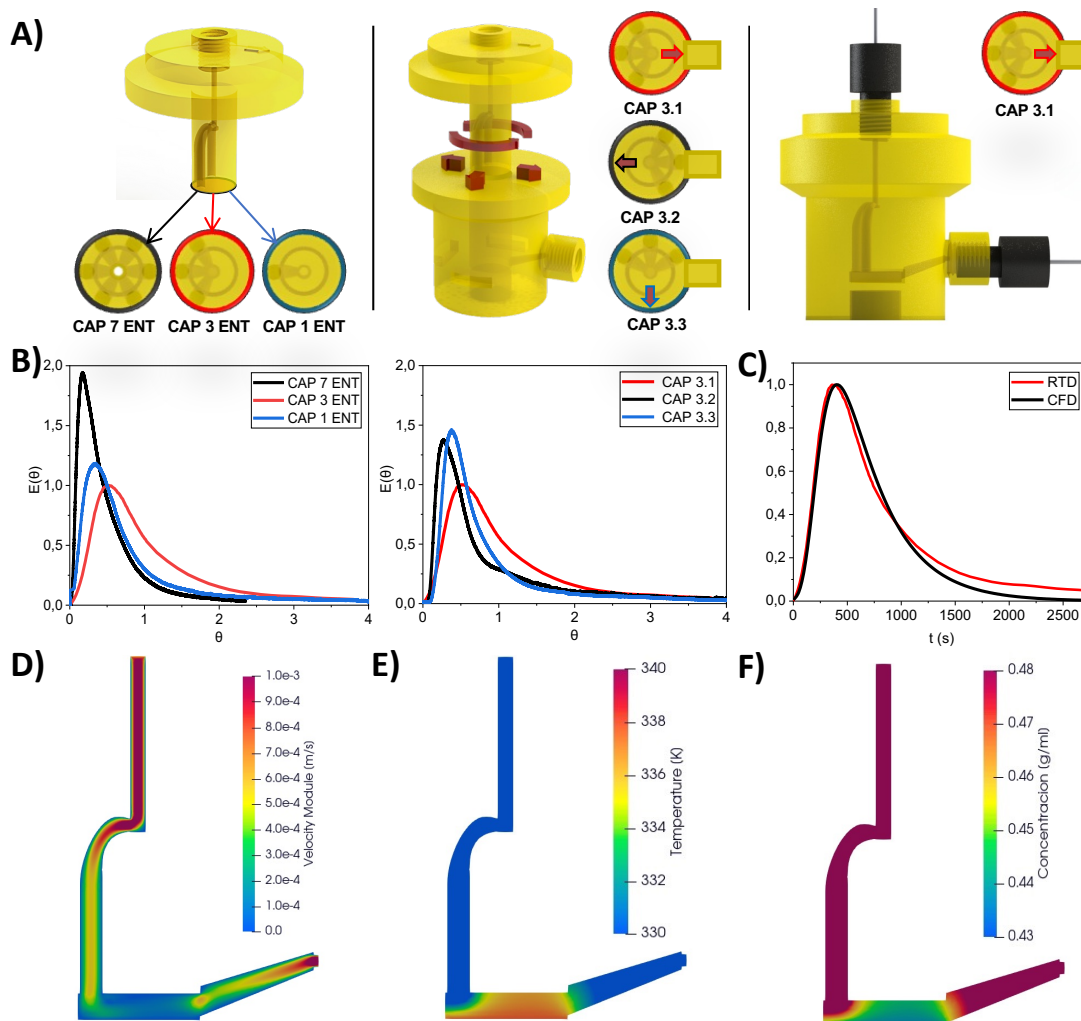 A)
CAP 7 ENT
CAP 3 ENT
CAP 1 ENT
CAP 3.1
CAP 3.2
CAP 3.3
CAP 3.1
B)
2,0
1,5
1,0
0,5
0,0
E(θ)
0
1
2
3
4
θ
CAP 7 ENT
CAP 3 ENT
CAP 1 ENT
2,0
1,5
1,0
0,5
0,0
E(θ)
0
1
2
3
4
θ
CAP 3.1
CAP 3.2
CAP 3.3
C)
1,0
0,8
0,6
0,4
0,2
0,0
0
500
1000
1500
2000
2500
t (s)
RTD
CFD
D)
1.0e-3
9.0e-4
8.0e-4
7.0e-4
6.0e-4
5.0e-4
4.0e-4
3.0e-4
2.0e-4
1.0e-4
0.0
Velocity Module (m/s)
E)
340
338
336
334
332
330
Temperature (K)
F)
0.48
0.47
0.46
0.45
0.44
0.43
Concentracion (g/ml)